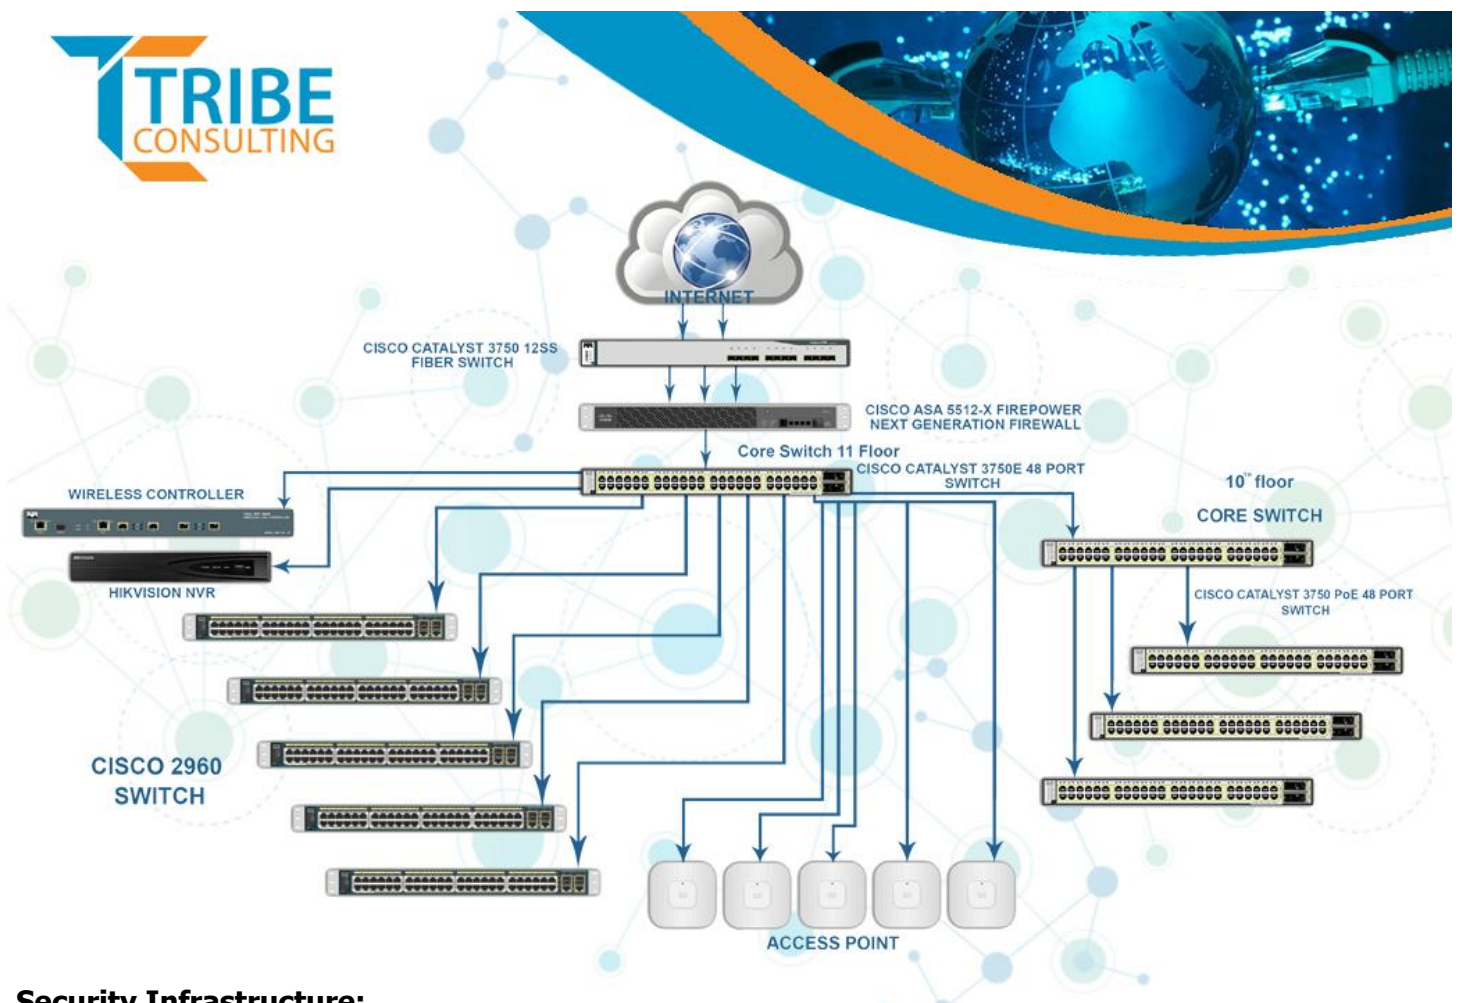 TRIBE
CONSULTING
INTERNET
CISCO CATALYST 3750 12SS
FIBER SWITCH
CISCO ASA 5512-X FIREPOWER
NEXT GENERATION FIREWALL
Core Switch 11 Floor
CISCO CATALYST 3750E 48 PORT
SWITCH
WIRELESS CONTROLLER
10TH floor
CORE SWITCH
HIKVISION NVR
CISCO CATALYST 3750 PoE 48 PORT
SWITCH
CISCO 2960
SWITCH
ACCESS POINT
Security Infrastructure: